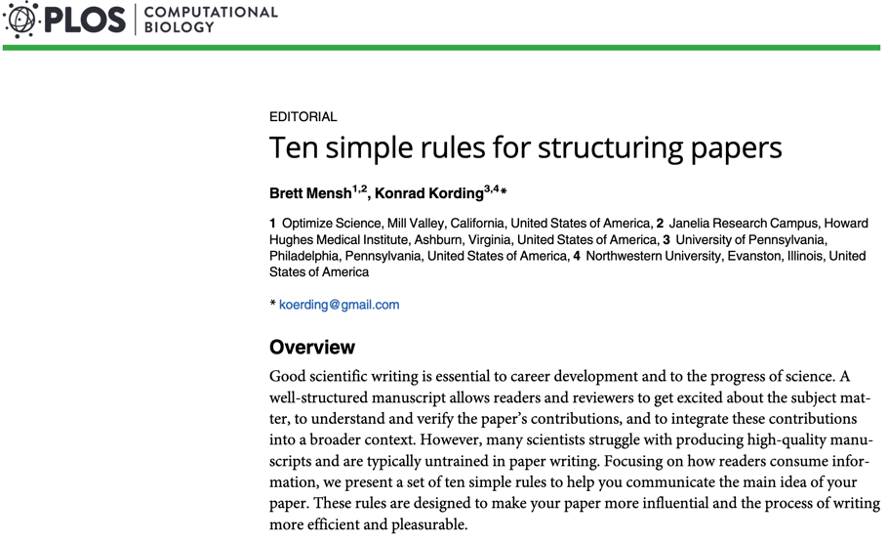 PLOS | COMPUTATIONAL
BIOLOGY
EDITORIAL
Ten simple rules for structuring papers
Brett Mensh1,2, Konrad Kording3,4*
1 Optimize Science, Mill Valley, California, United States of America, 2 Janelia Research Campus, Howard
Hughes Medical Institute, Ashburn, Virginia, United States of America, 3 University of Pennsylvania,
Philadelphia, Pennsylvania, United States of America, 4 Northwestern University, Evanston, Illinois, United
States of America
* koerding@gmail.com
Overview
Good scientific writing is essential to career development and to the progress of science. A
well-structured manuscript allows readers and reviewers to get excited about the subject mat-
ter, to understand and verify the paper’s contributions, and to integrate these contributions
into a broader context. However, many scientists struggle with producing high-quality manu-
scripts and are typically untrained in paper writing. Focusing on how readers consume infor-
mation, we present a set of ten simple rules to help you communicate the main idea of your
paper. These rules are designed to make your paper more influential and the process of writing
more efficient and pleasurable.